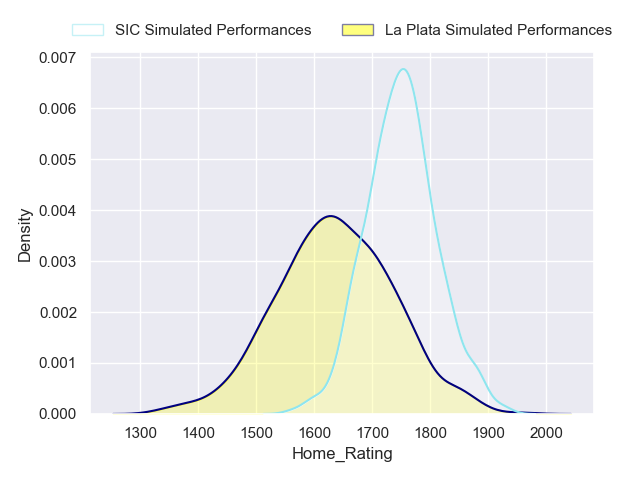 SIC Simulated Performances La Plata Simulated Performances
0.007
0.006
0.005
0.004
0.003
0.002
0.001
0.000
Density
1300 1400 1500 1600 1700 1800 1900 2000
Home_Rating